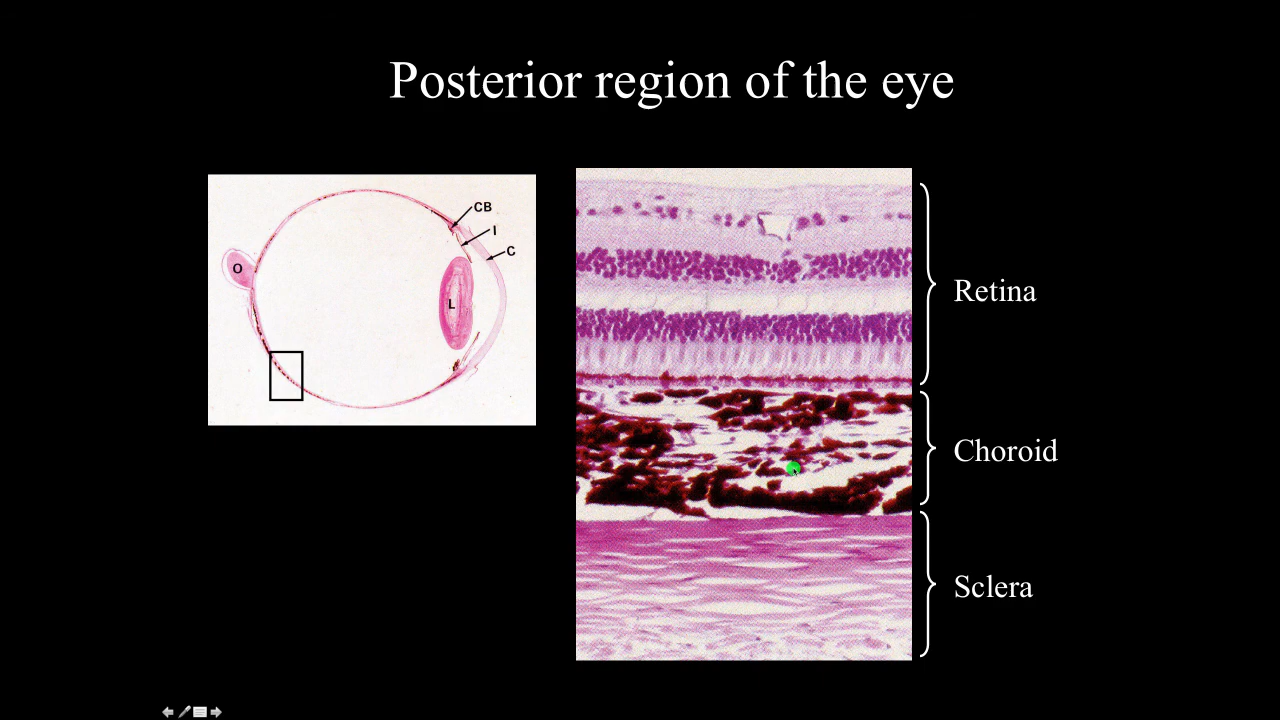 Posterior region of the eye
CB
I
C
O
L
Retina
Choroid
Sclera